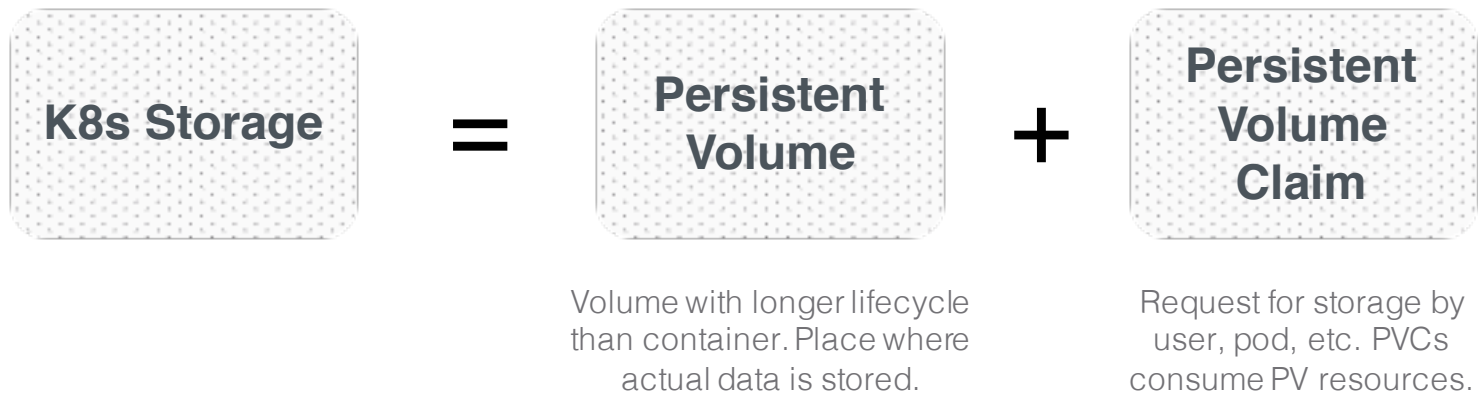 K8s Storage
=
Persistent
Volume
+
Persistent
Volume
Claim
Volume with longer lifecycle
than container. Place where
actual data is stored.
Request for storage by
user, pod, etc. PVCs
consume PV resources.